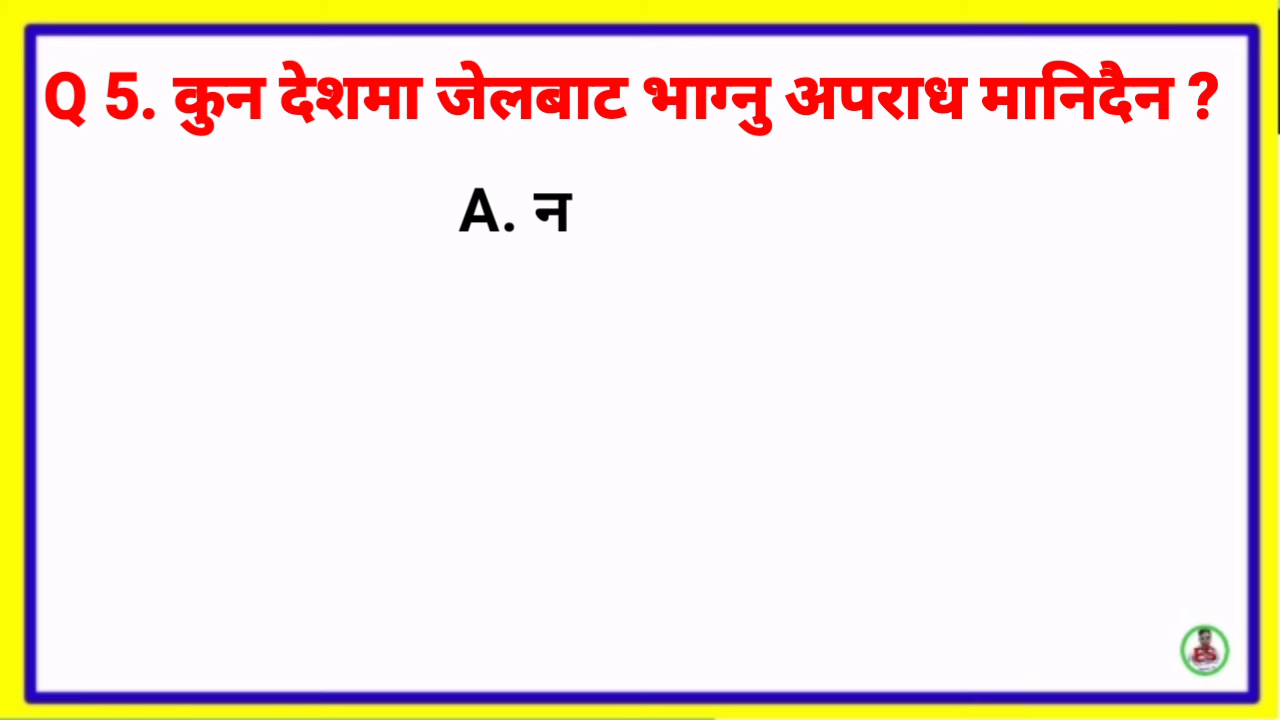 Q 5. कुन देशमा जेलबाट भाग्नु अपराध मानिदैन ?
A. न